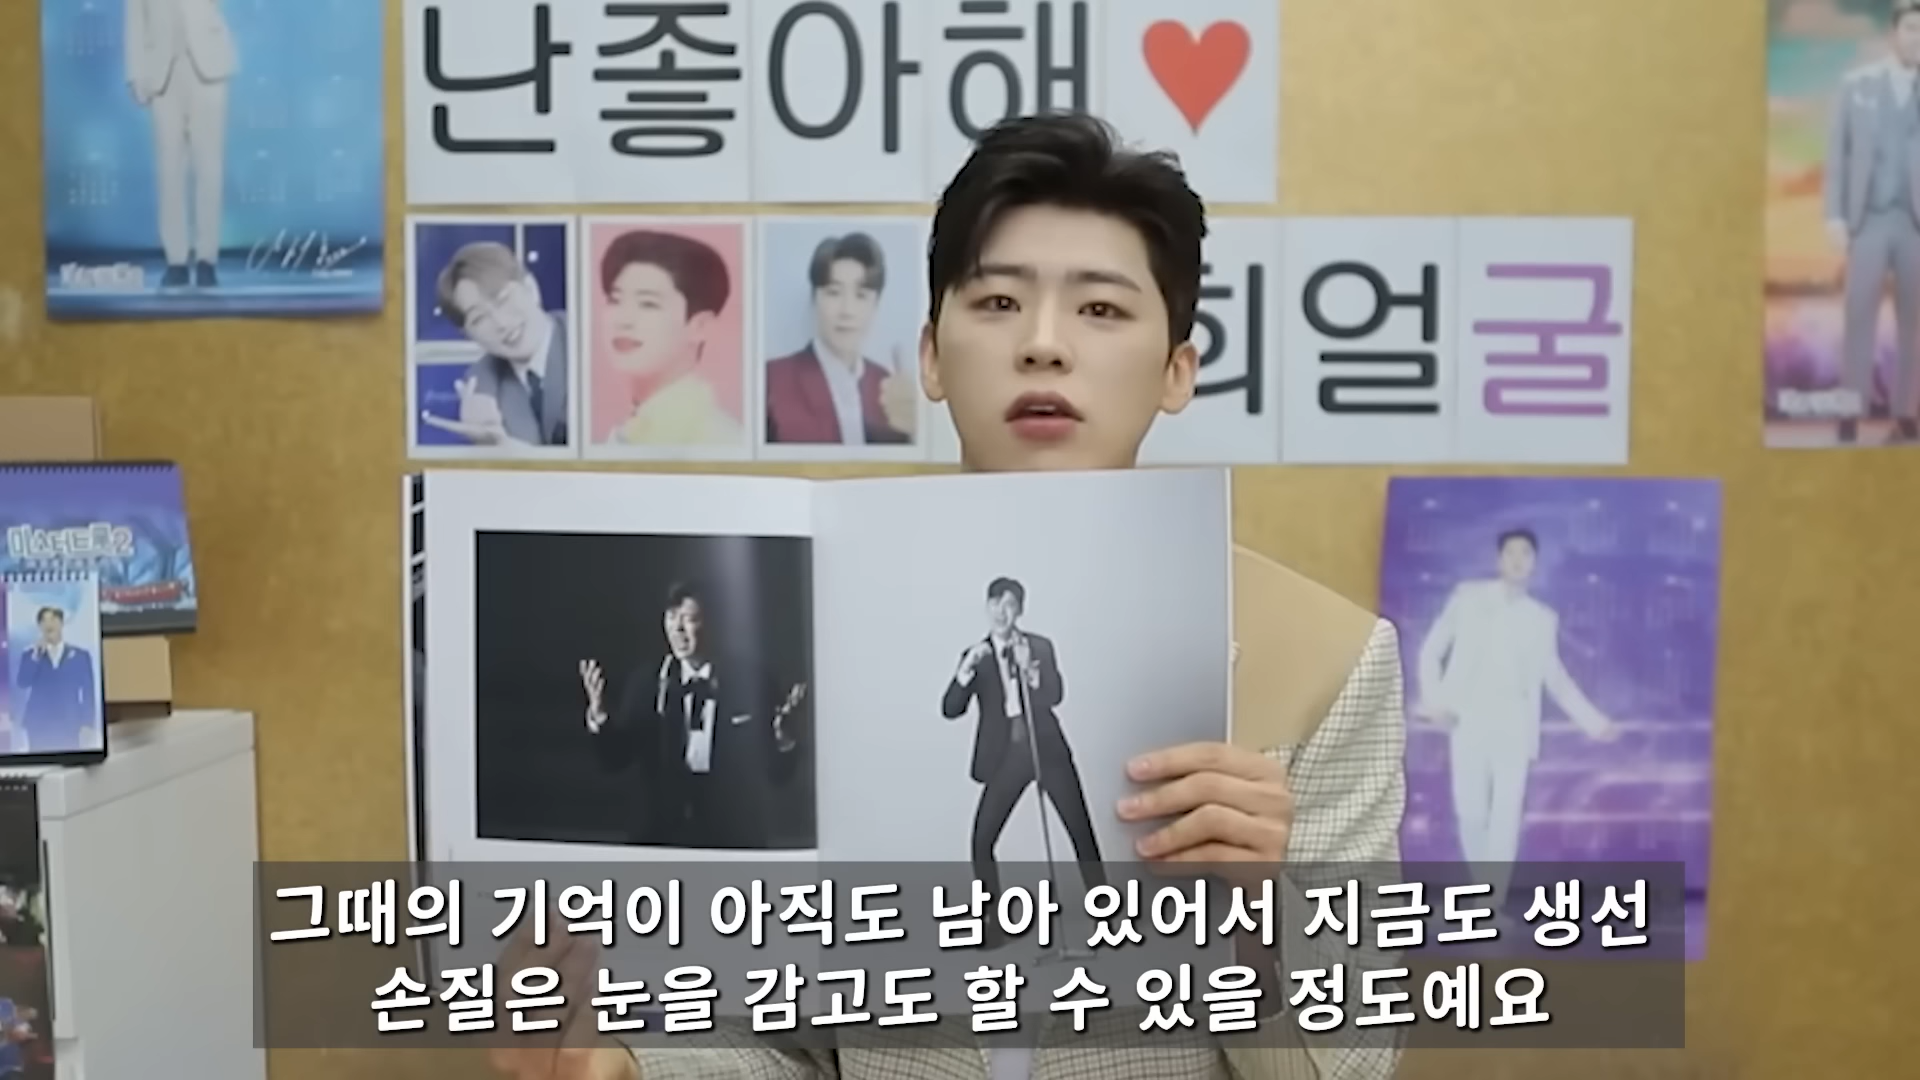 난좋아해♥
희얼굴
미스터트롯2
그때의 기억이 아직도 남아 있어서 지금도 생선
손질은 눈을 감고도 할 수 있을 정도예요